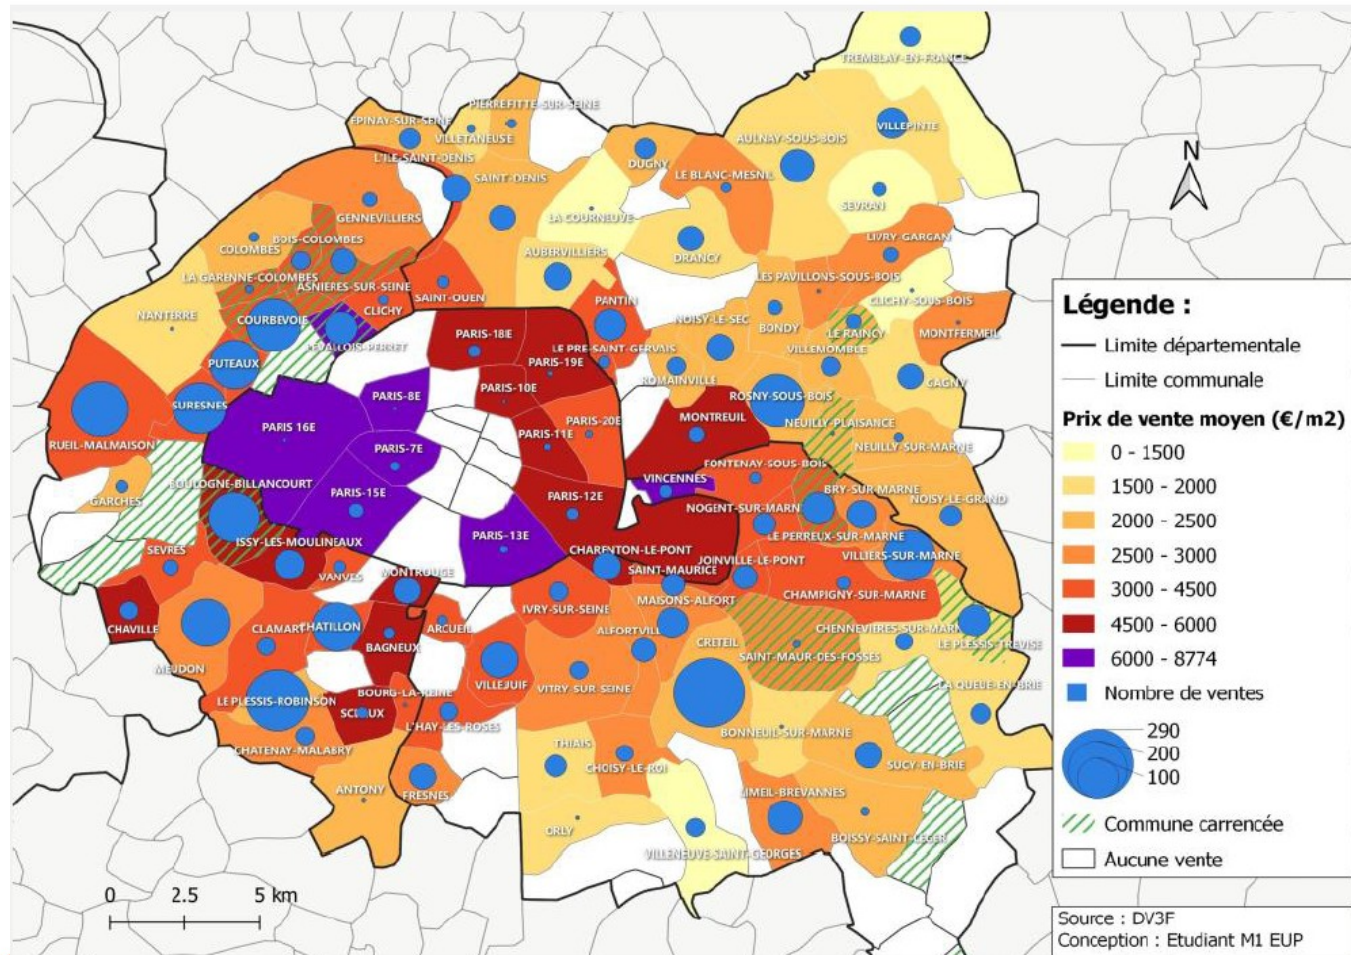 TREMBLAY-EN-FRANCE
PIERREFITTE-SUR-SEINE
EPINAY-SUR-SEINE
VILLETANEUSE
VILLEPINTE
AULNAY-SOUS-BOIS
L'ILE-SAINT-DENIS
DUGNY
SAINT-DENIS
LE BLANC-MESNIL
N
SEVRAN
GENNEVILLIERS
LA COURNEUVE
LIVRY-GARGAN
BOIS-COLOMBES
COLOMBES
AUBERVILLIERS
DRANCY
LA GARENNE-COLOMBES
LES PAVILLONS-SOUS-BOIS
ASNIERES-SUR-SEINE
SAINT-OUEN
PANTIN
CLICHY-SOUS-BOIS
CLICHY
NANTERRE
COURBEVOIE
NOISY-LE-SEC
BONDY
LE RAINCY
MONTFERMEIL
PARIS-18E
LEVALLOIS-PERRET
LE PRE-SAINT-GERVAIS
VILLEMOMBLE
PUTEAUX
PARIS-19E
ROMAINVILLE
GAGNY
PARIS-10E
PARIS-8E
ROSNY-SOUS-BOIS
SURESNES
MONTREUIL
PARIS-20E
NEUILLY-PLAISANCE
PARIS 16E
PARIS-11E
RUEIL-MALMAISON
NEUILLY-SUR-MARNE
PARIS-7E
FONTENAY-SOUS-BOIS
VINCENNES
BOULOGNE-BILLANCOURT
PARIS-15E
PARIS-12E
BRY-SUR-MARNE
NOISY-LE-GRAND
GARCHES
NOGENT-SUR-MARN
PARIS-13E
LE PERREUX-SUR-MARNE
ISSY-LES-MOULINEAUX
SEVRES
CHARENTON-LE-PONT
VILLIERS-SUR-MARNE
JOINVILLE-LE-PONT
SAINT-MAURICE
MONTROUGE
VANVES
CHAMPIGNY-SUR-MARNE
MAISONS-ALFORT
IVRY-SUR-SEINE
CHAVILLE
CHATILLON
ARCUEIL
CLAMART
ALFORTVILL
CHENNEVIERES-SUR-MARN
CRETEIL
LE PLESSIS-TREVISE
BAGNEUX
SAINT-MAUR-DES-FOSSES
MEUDON
VILLEJUIF
VITRY-SUR-SEINE
LA QUEUE-EN-BRIE
BOURG-LA-REINE
LE PLESSIS-ROBINSON
SCEAUX
L'HAY-LES-ROSES
BONNEUIL-SUR-MARNE
THIAIS
CHATENAY-MALABRY
SUCY-EN-BRIE
CHOISY-LE-ROI
ANTONY
FRESNES
LIMEIL-BREVANNES
ORLY
BOISSY-SAINT-LEGER
VILLENEUVE-SAINT-GEORGES
0 2.5 5 km
Légende :
Limite départementale
Limite communale
Prix de vente moyen (€/m2)
0 - 1500
1500 - 2000
2000 - 2500
2500 - 3000
3000 - 4500
4500 - 6000
6000 - 8774
Nombre de ventes
290
200
100
Commune carrencée
Aucune vente
Source : DV3F
Conception : Etudiant M1 EUP